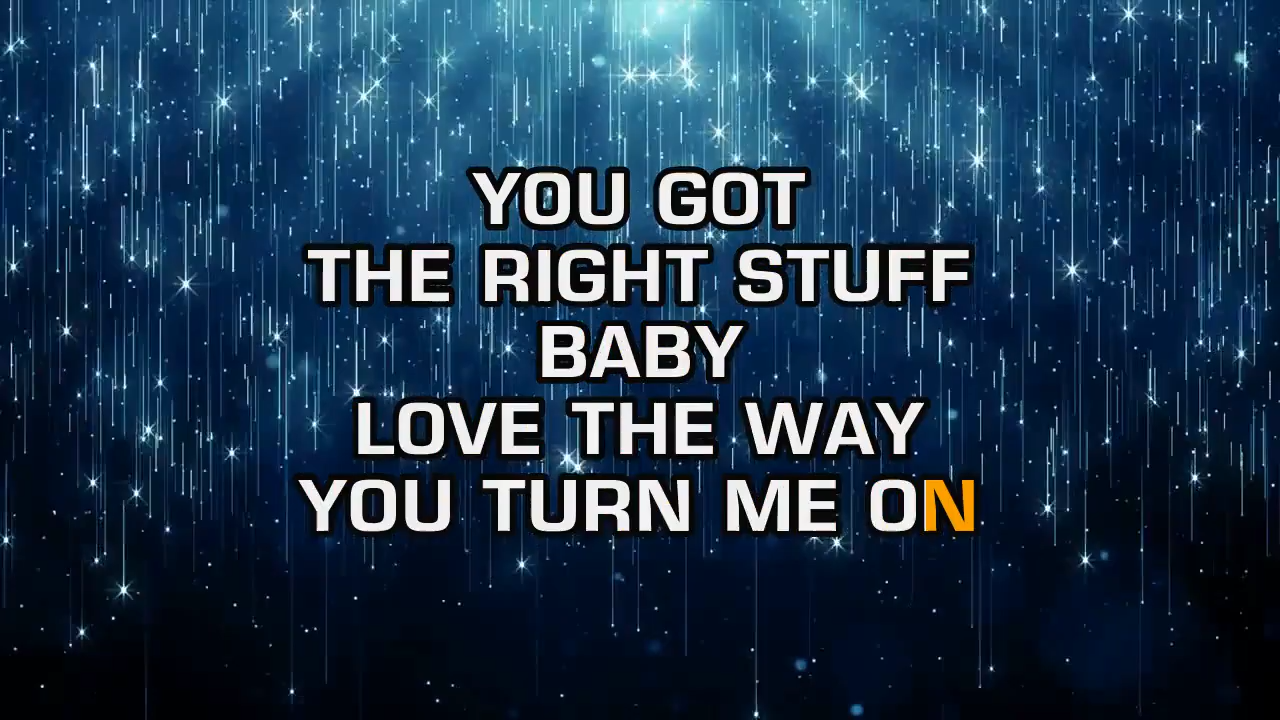 YOU GOT
THE RIGHT STUFF
BABY
LOVE THE WAY
YOU TURN ME ON